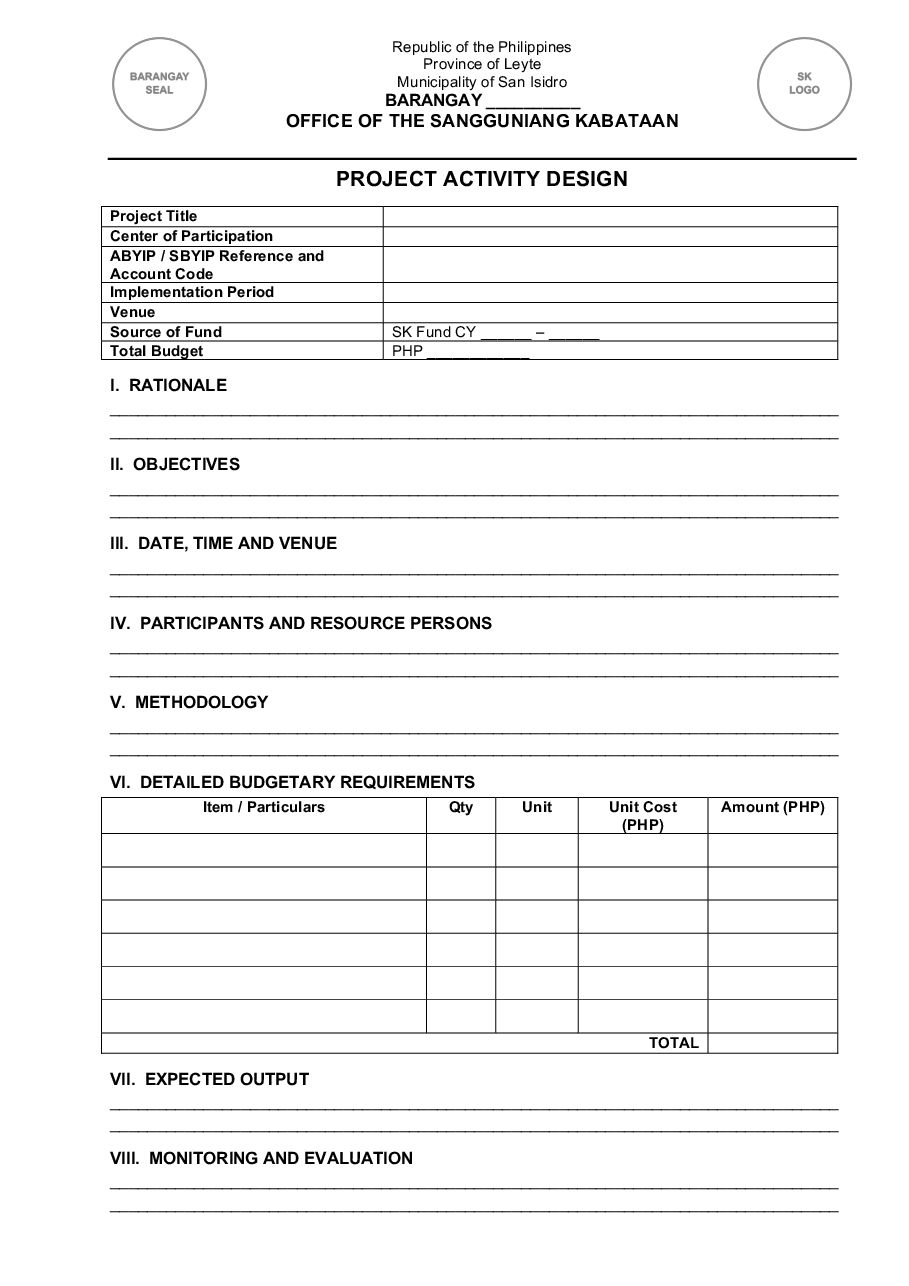 BARANGAY
SEAL
Republic of the Philippines
Province of Leyte
Municipality of San Isidro
BARANGAY __________
OFFICE OF THE SANGGUNIANG KABATAAN
SK
LOGO
PROJECT ACTIVITY DESIGN
Project Title
Center of Participation
ABYIP / SBYIP Reference and
Account Code
Implementation Period
Venue
Source of Fund SK Fund CY ______ – ______
Total Budget PHP ____________
I. RATIONALE
II. OBJECTIVES
III. DATE, TIME AND VENUE
IV. PARTICIPANTS AND RESOURCE PERSONS
V. METHODOLOGY
VI. DETAILED BUDGETARY REQUIREMENTS
Item / Particulars Qty Unit Unit Cost Amount (PHP)
(PHP)
TOTAL
VII. EXPECTED OUTPUT
VIII. MONITORING AND EVALUATION